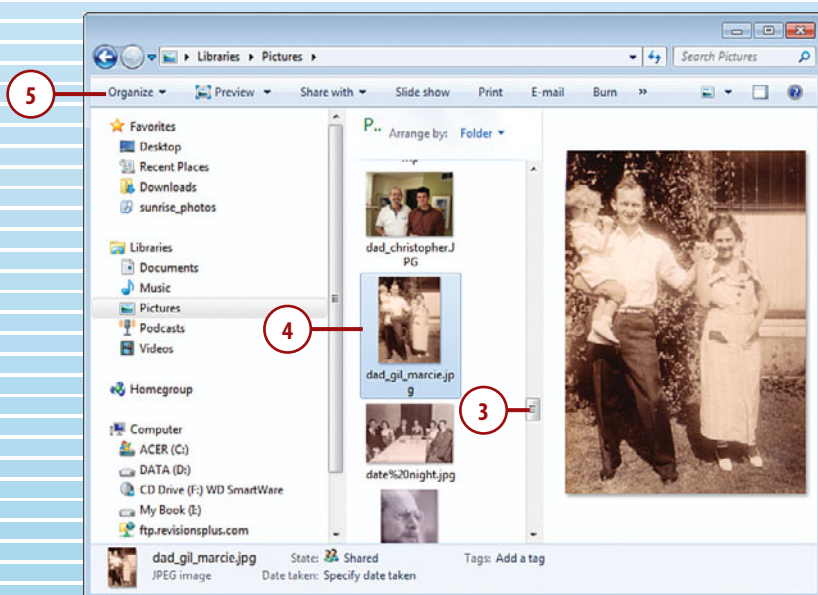 Libraries Pictures
Search Pictures
5
Organize Preview Share with Slide show Print E-mail Burn »
Favorites
Desktop
Recent Places
Downloads
sunrise_photos
Libraries
Documents
Music
Pictures
Podcasts
Videos
Homegroup
Computer
ACER (C:)
DATA (D:)
CD Drive (F:) WD SmartWare
My Book (I:)
ftp.revisionsplus.com
P.. Arrange by: Folder
dad_christopher.J
PG
4
dad_gil_marcie.jp
g
3
date%20night.jpg
dad_gil_marcie.jpg State: Shared Tags: Add a tag
JPEG image Date taken: Specify date taken